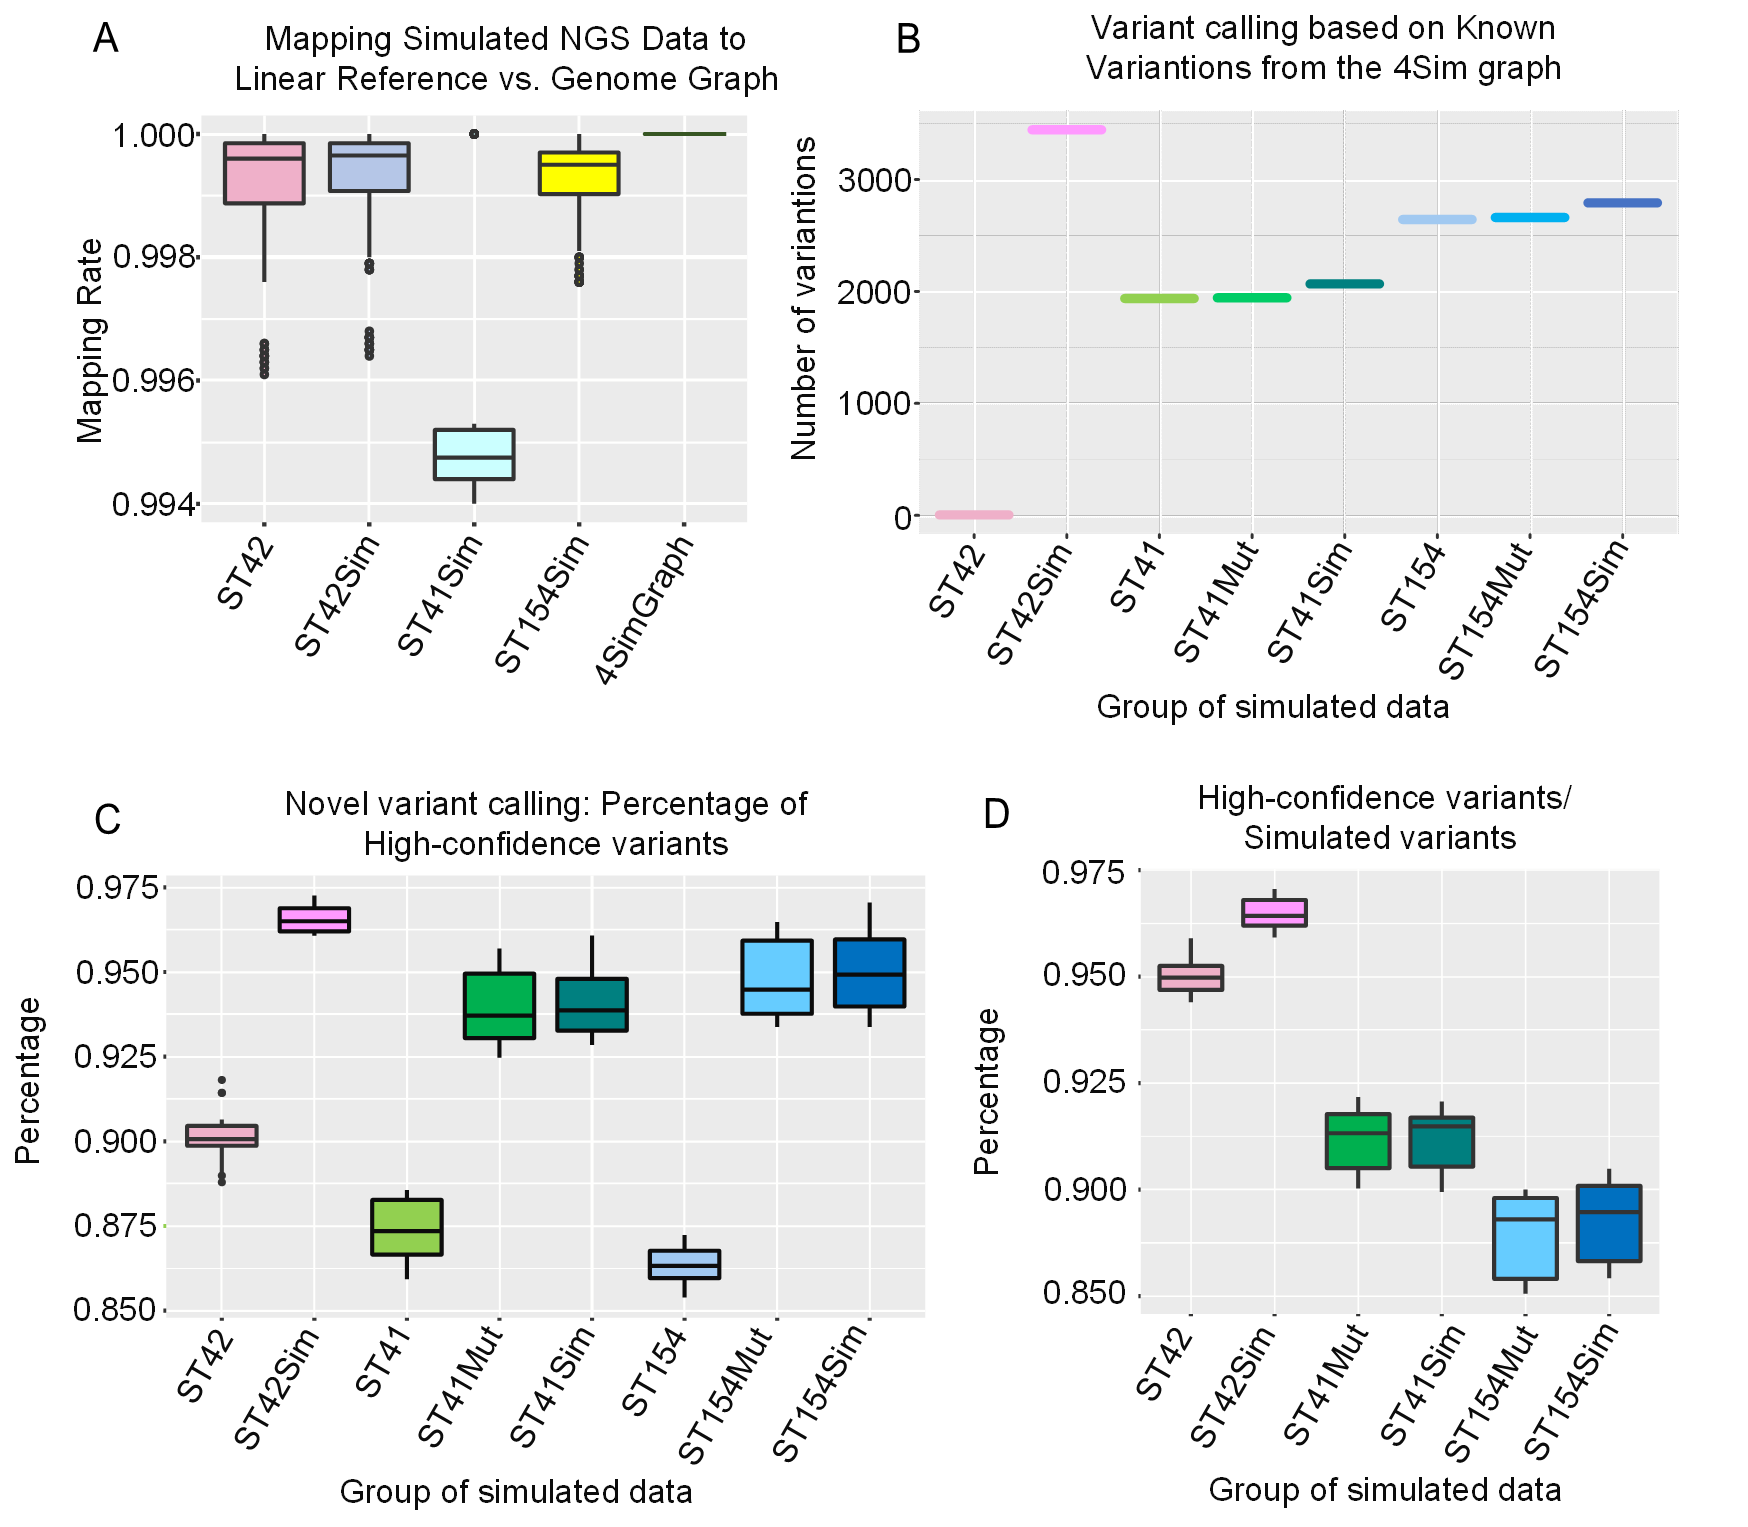 A
Mapping Simulated NGS Data to
Linear Reference vs. Genome Graph
Mapping Rate
1.000
0.998
0.996
0.994
ST42
ST42Sim
ST41Sim
ST154Sim
4SimGraph
B
Variant calling based on Known
Variantions from the 4Sim graph
Number of variantions
3000
2000
1000
0
ST42
ST42Sim
ST41
ST41Mut
ST41Sim
ST154
ST154Mut
ST154Sim
Group of simulated data
C
Novel variant calling: Percentage of
High-confidence variants
Percentage
0.975
0.950
0.925
0.900
0.875
0.850
ST42
ST42Sim
ST41
ST41Mut
ST41Sim
ST154
ST154Mut
ST154Sim
Group of simulated data
D
High-confidence variants/
Simulated variants
Percentage
0.975
0.950
0.925
0.900
0.850
ST42
ST42Sim
ST41Mut
ST41Sim
ST154Mut
ST154Sim
Group of simulated data